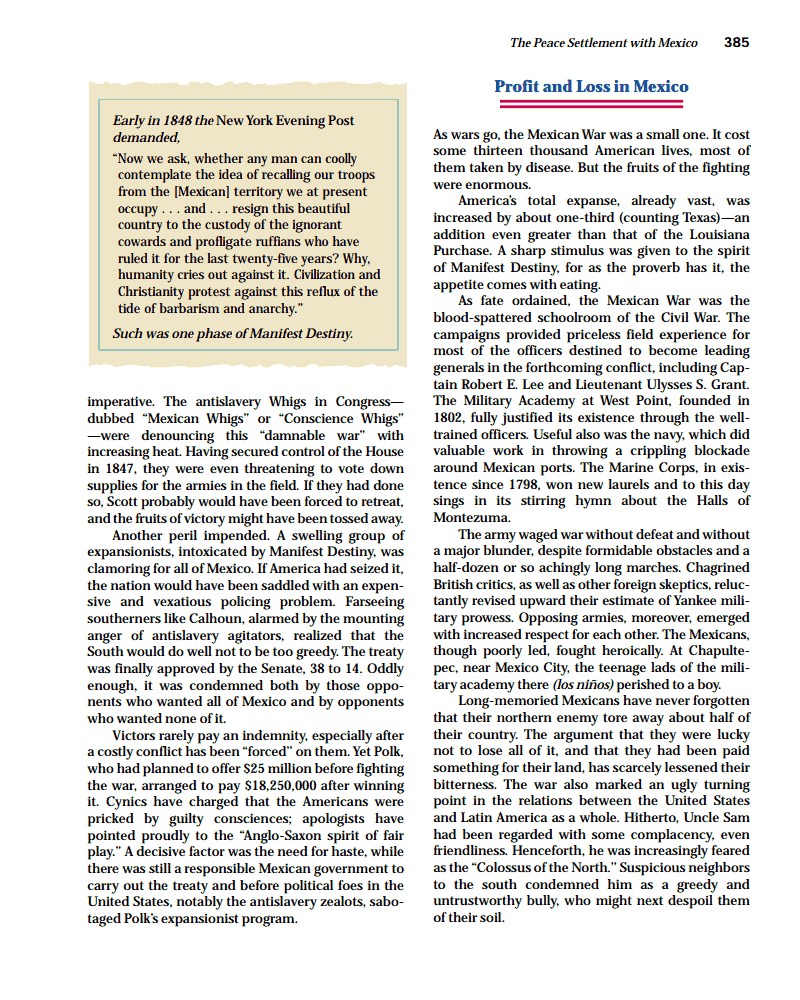 The Peace Settlement with Mexico 385
Early in 1848 the New York Evening Post
demanded,
“Now we ask, whether any man can coolly
contemplate the idea of recalling our troops
from the [Mexican] territory we at present
occupy . . . and . . . resign this beautiful
country to the custody of the ignorant
cowards and profligate ruffians who have
ruled it for the last twenty-five years? Why,
humanity cries out against it. Civilization and
Christianity protest against this reflux of the
tide of barbarism and anarchy.”
Such was one phase of Manifest Destiny.
imperative. The antislavery Whigs in Congress—
dubbed “Mexican Whigs” or “Conscience Whigs”
—were denouncing this “damnable war” with
increasing heat. Having secured control of the House
in 1847, they were even threatening to vote down
supplies for the armies in the field. If they had done
so, Scott probably would have been forced to retreat,
and the fruits of victory might have been tossed away.
Another peril impended. A swelling group of
expansionists, intoxicated by Manifest Destiny, was
clamoring for all of Mexico. If America had seized it,
the nation would have been saddled with an expen-
sive and vexatious policing problem. Farseeing
southerners like Calhoun, alarmed by the mounting
anger of antislavery agitators, realized that the
South would do well not to be too greedy. The treaty
was finally approved by the Senate, 38 to 14. Oddly
enough, it was condemned both by those oppo-
nents who wanted all of Mexico and by opponents
who wanted none of it.
Victors rarely pay an indemnity, especially after
a costly conflict has been “forced” on them. Yet Polk,
who had planned to offer $25 million before fighting
the war, arranged to pay $18,250,000 after winning
it. Cynics have charged that the Americans were
pricked by guilty consciences; apologists have
pointed proudly to the “Anglo-Saxon spirit of fair
play.” A decisive factor was the need for haste, while
there was still a responsible Mexican government to
carry out the treaty and before political foes in the
United States, notably the antislavery zealots, sabo-
taged Polk’s expansionist program.
Profit and Loss in Mexico
As wars go, the Mexican War was a small one. It cost
some thirteen thousand American lives, most of
them taken by disease. But the fruits of the fighting
were enormous.
America’s total expanse, already vast, was
increased by about one-third (counting Texas)—an
addition even greater than that of the Louisiana
Purchase. A sharp stimulus was given to the spirit
of Manifest Destiny, for as the proverb has it, the
appetite comes with eating.
As fate ordained, the Mexican War was the
blood-spattered schoolroom of the Civil War. The
campaigns provided priceless field experience for
most of the officers destined to become leading
generals in the forthcoming conflict, including Cap-
tain Robert E. Lee and Lieutenant Ulysses S. Grant.
The Military Academy at West Point, founded in
1802, fully justified its existence through the well-
trained officers. Useful also was the navy, which did
valuable work in throwing a crippling blockade
around Mexican ports. The Marine Corps, in exis-
tence since 1798, won new laurels and to this day
sings in its stirring hymn about the Halls of
Montezuma.
The army waged war without defeat and without
a major blunder, despite formidable obstacles and a
half-dozen or so achingly long marches. Chagrined
British critics, as well as other foreign skeptics, reluc-
tantly revised upward their estimate of Yankee mili-
tary prowess. Opposing armies, moreover, emerged
with increased respect for each other. The Mexicans,
though poorly led, fought heroically. At Chapulte-
pec, near Mexico City, the teenage lads of the mili-
tary academy there (los niños) perished to a boy.
Long-memoried Mexicans have never forgotten
that their northern enemy tore away about half of
their country. The argument that they were lucky
not to lose all of it, and that they had been paid
something for their land, has scarcely lessened their
bitterness. The war also marked an ugly turning
point in the relations between the United States
and Latin America as a whole. Hitherto, Uncle Sam
had been regarded with some complacency, even
friendliness. Henceforth, he was increasingly feared
as the “Colossus of the North.” Suspicious neighbors
to the south condemned him as a greedy and
untrustworthy bully, who might next despoil them
of their soil.